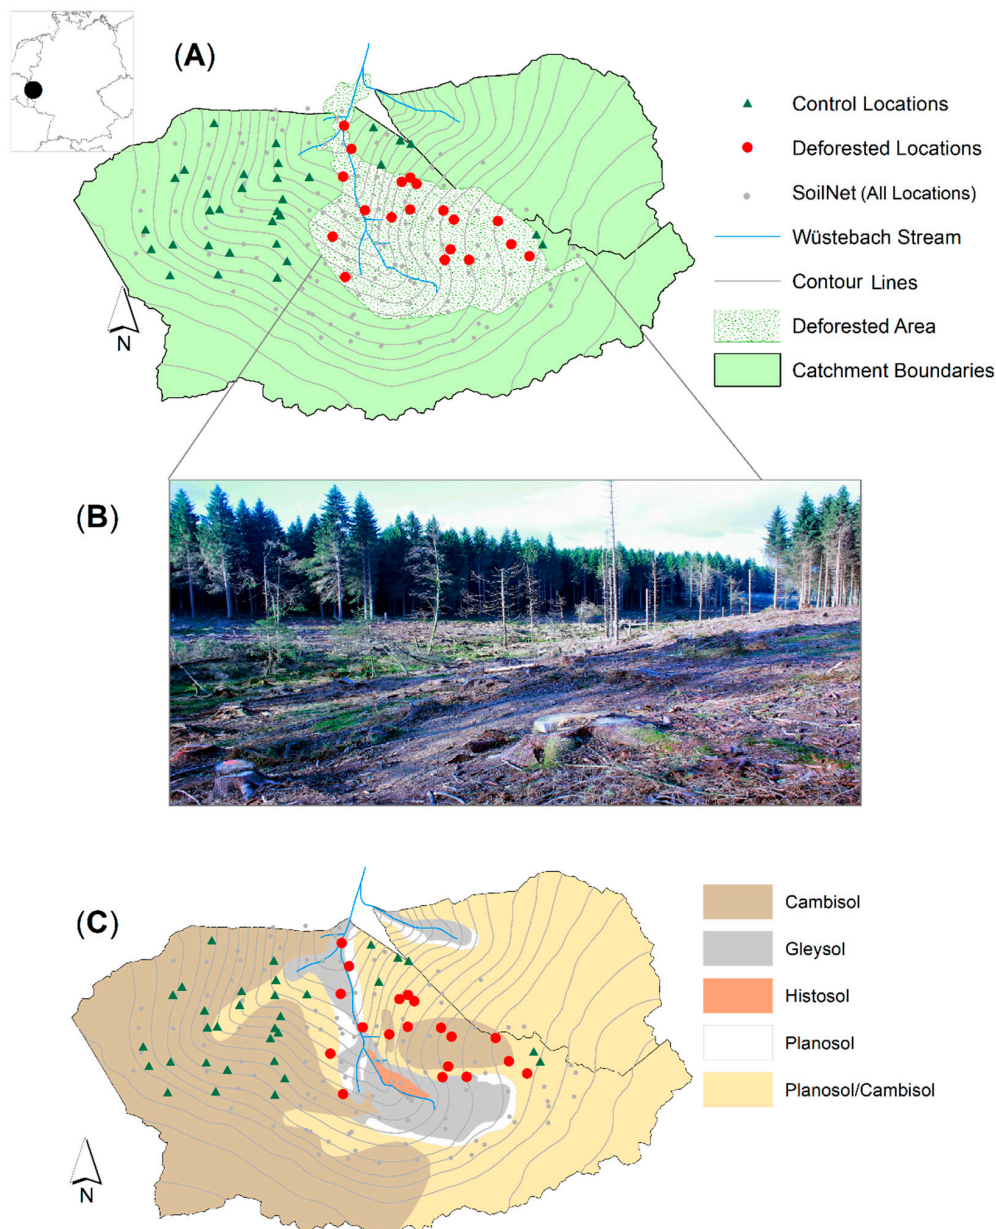 (A)
Control Locations
Deforested Locations
SoilNet (All Locations)
Wüstebach Stream
Contour Lines
Deforested Area
Catchment Boundaries
N
(B)
(C)
Cambisol
Gleysol
Histosol
Planosol
Planosol/Cambisol
N